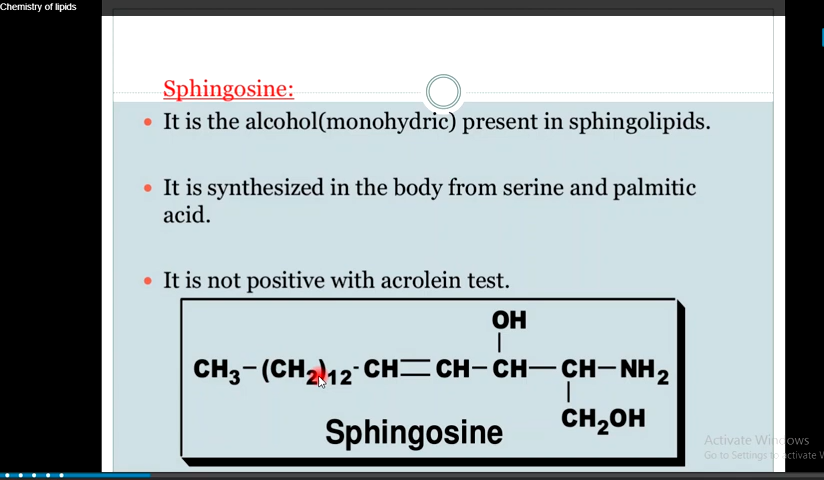 Chemistry of lipids
Sphingosine:
• It is the alcohol(monohydric) present in sphingolipids.
• It is synthesized in the body from serine and palmitic
acid.
• It is not positive with acrolein test.
OH
CH3-(CH2)12-CH=CH-CH-CH-NH2
CH2OH
Sphingosine
Activate Windows
Go to Settings to activate W